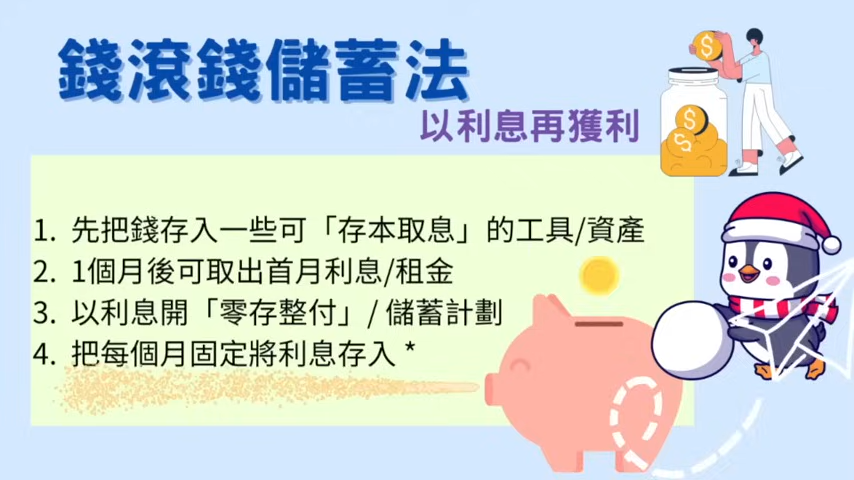 錢滾錢儲蓄法
以利息再獲利
1. 先把錢存入一些可「存本取息」的工具/資產
2. 1個月後可取出首月利息/租金
3. 以利息開「零存整付」/ 儲蓄計劃
4. 把每個月固定將利息存入 *